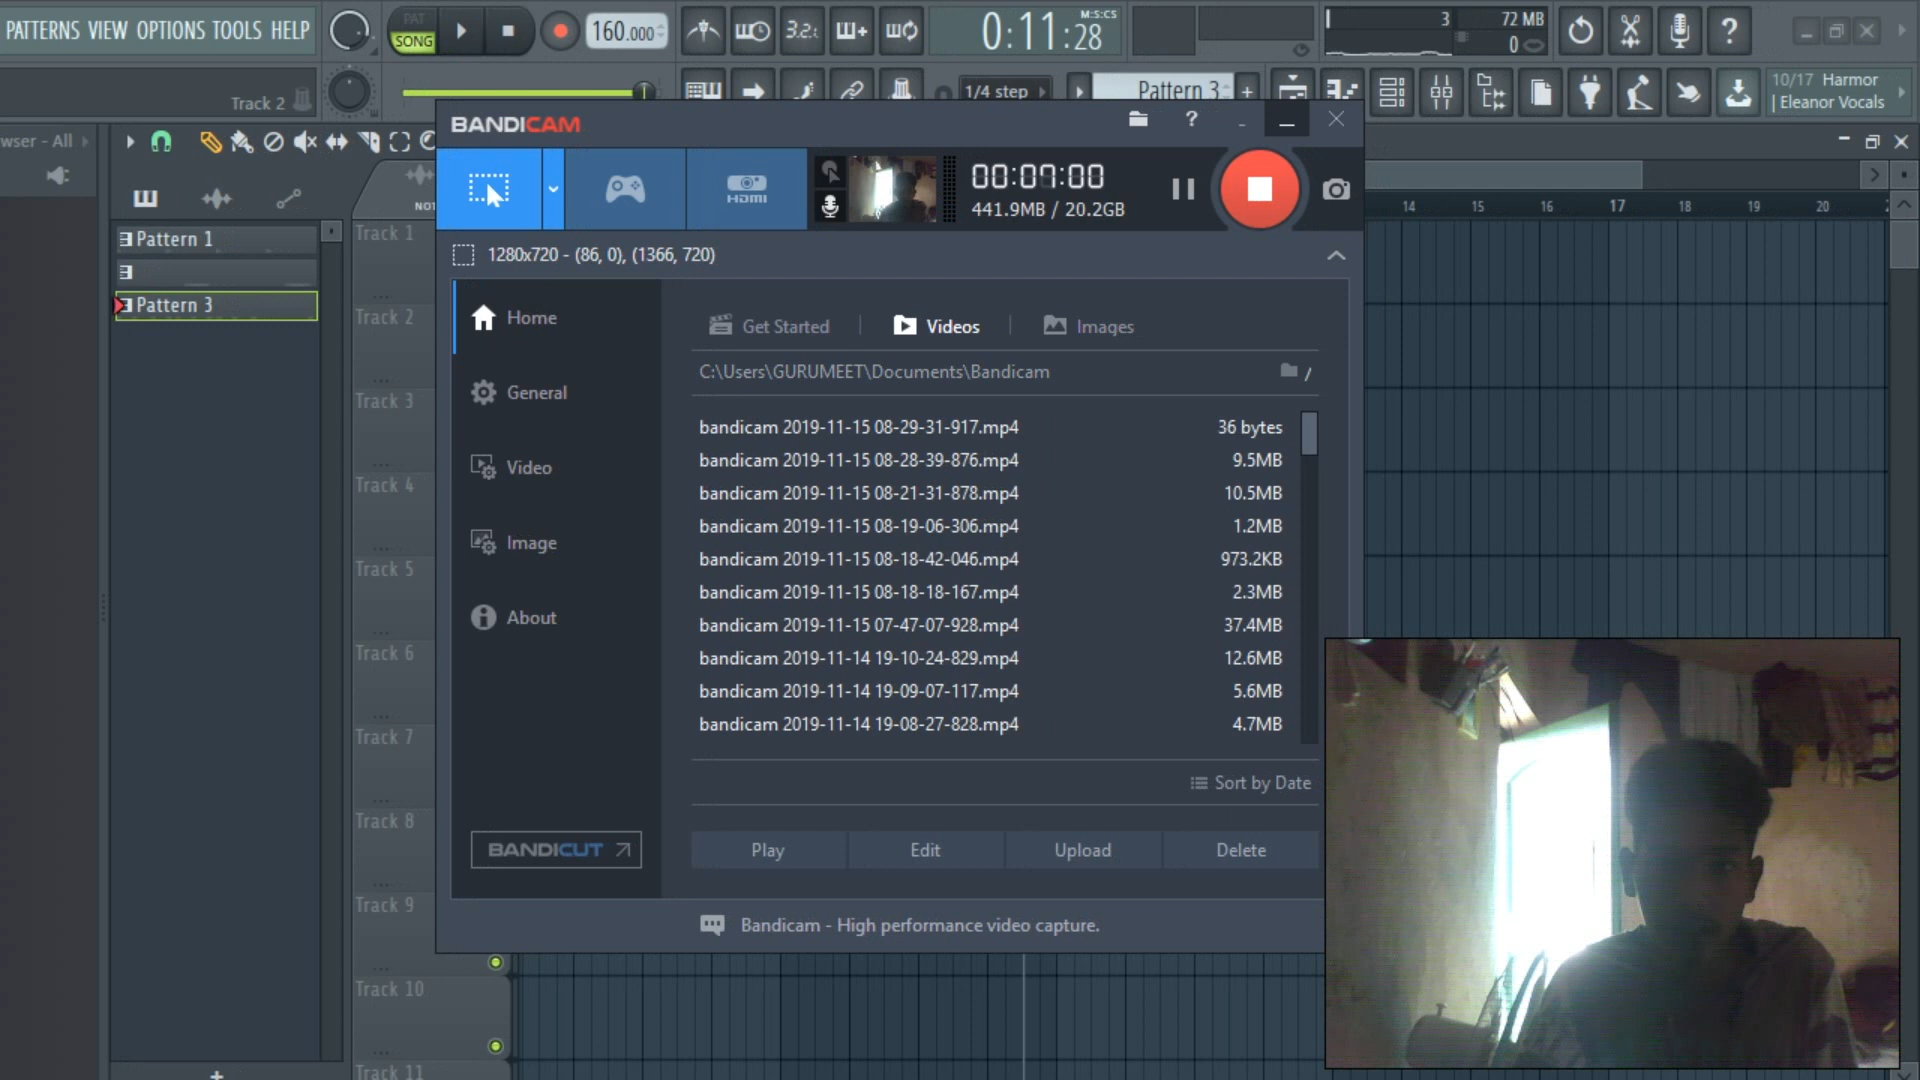 PATTERNS VIEW OPTIONS TOOLS HELP
PAT
SONG
160.000
3.2.
M:S:CS
0:11:28
3
72 MB
0
?
Track 2
1/4 step
Pattern 3
+
10/17 Harmor
| Eleanor Vocals
wser - All
NOT
Pattern 1
Pattern 3
+
Track 1
Track 2
Track 3
Track 4
Track 5
Track 6
Track 7
Track 8
Track 9
Track 10
Track 11
14 15 16 17 18 19 20
BANDICAM
?
HDMI
00:07:00
441.9MB / 20.2GB
1280x720 - (86, 0), (1366, 720)
Home
General
Video
Image
About
BANDICUT
Get Started
Videos
Images
C:\Users\GURUMEET\Documents\Bandicam
/
bandicam 2019-11-15 08-29-31-917.mp4 36 bytes
bandicam 2019-11-15 08-28-39-876.mp4 9.5MB
bandicam 2019-11-15 08-21-31-878.mp4 10.5MB
bandicam 2019-11-15 08-19-06-306.mp4 1.2MB
bandicam 2019-11-15 08-18-42-046.mp4 973.2KB
bandicam 2019-11-15 08-18-18-167.mp4 2.3MB
bandicam 2019-11-15 07-47-07-928.mp4 37.4MB
bandicam 2019-11-14 19-10-24-829.mp4 12.6MB
bandicam 2019-11-14 19-09-07-117.mp4 5.6MB
bandicam 2019-11-14 19-08-27-828.mp4 4.7MB
Sort by Date
Play
Edit
Upload
Delete
Bandicam - High performance video capture.